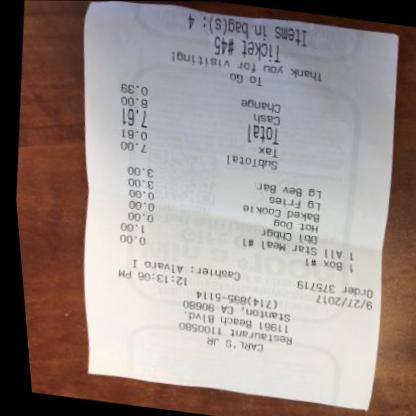 CARL'S JR
Restaurant 1100580
11961 Beach Blvd.
Stanton, CA 90680
(714)895-5114
9/27/2017 12:13:06 PM
Order 375719 Cashier: Alvaro I
1 Box #1 0.00
1 All Star Meal #1 1.00
Dbl Chbgr 0.00
Hot Dog 0.00
Baked Cookie 0.00
Lg Fries 3.00
Lg Bev Bar 3.00
SubTotal 7.00
Tax 0.61
Total 7.61
Cash 8.00
Change 0.39
To Go
Thank you for visiting!
Ticket #45
Items in bag(s): 4